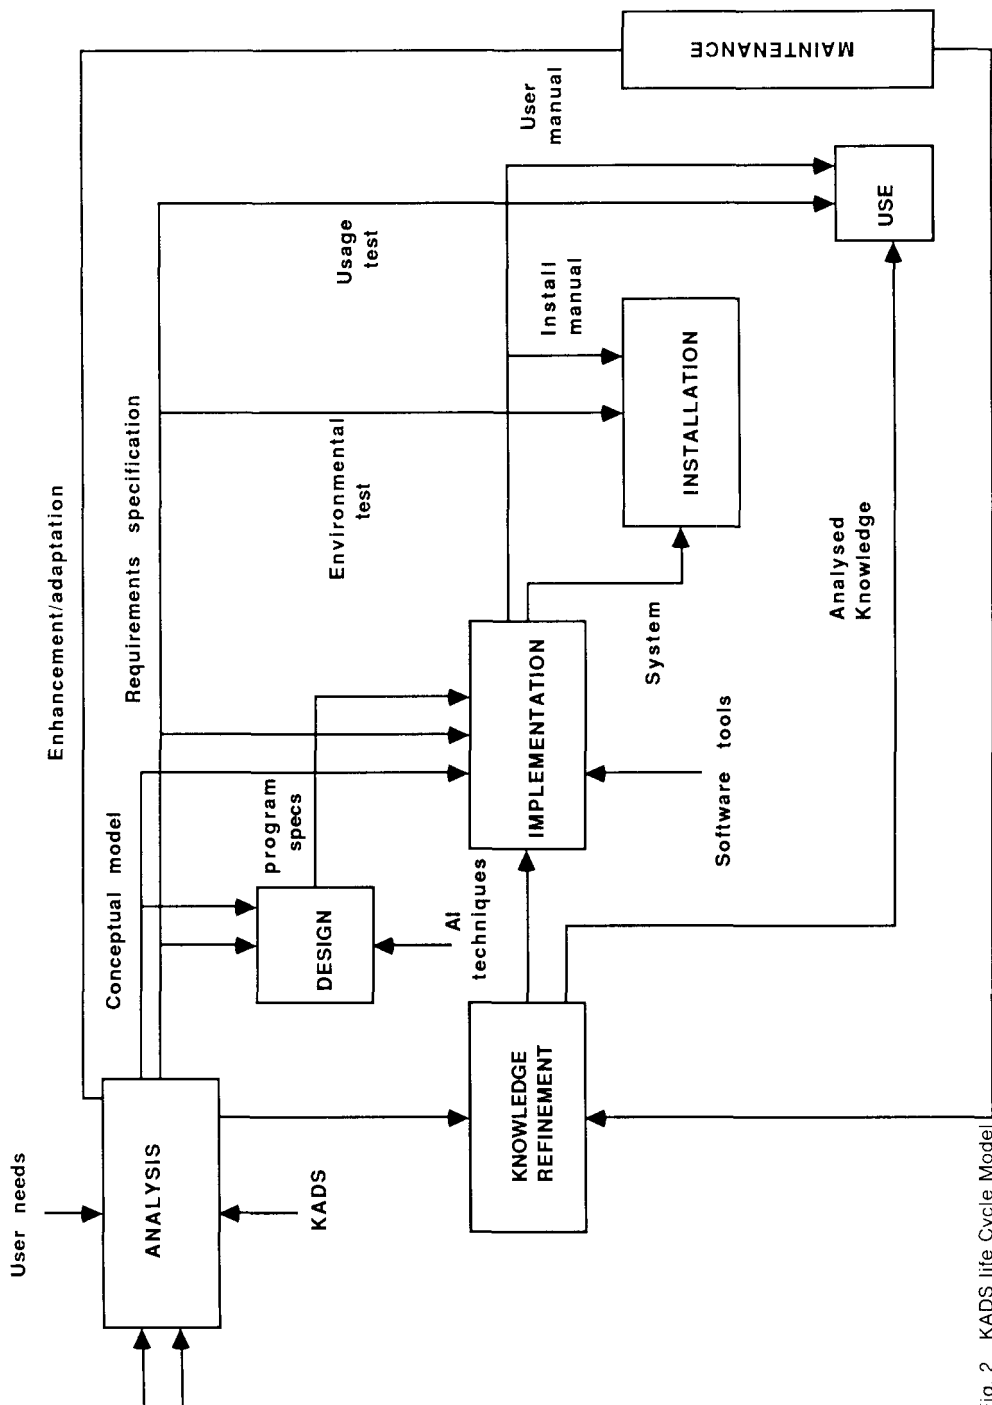 User needs
ANALYSIS
KADS
Enhancement/adaptation
Conceptual model
Requirements specification
DESIGN
program
specs
AI
techniques
KNOWLEDGE
REFINEMENT
IMPLEMENTATION
Software tools
System
Environmental
test
Usage
test
Install
manual
User
manual
INSTALLATION
Analysed
Knowledge
USE
MAINTENANCE
Fig. 2 KADS life Cycle Model.